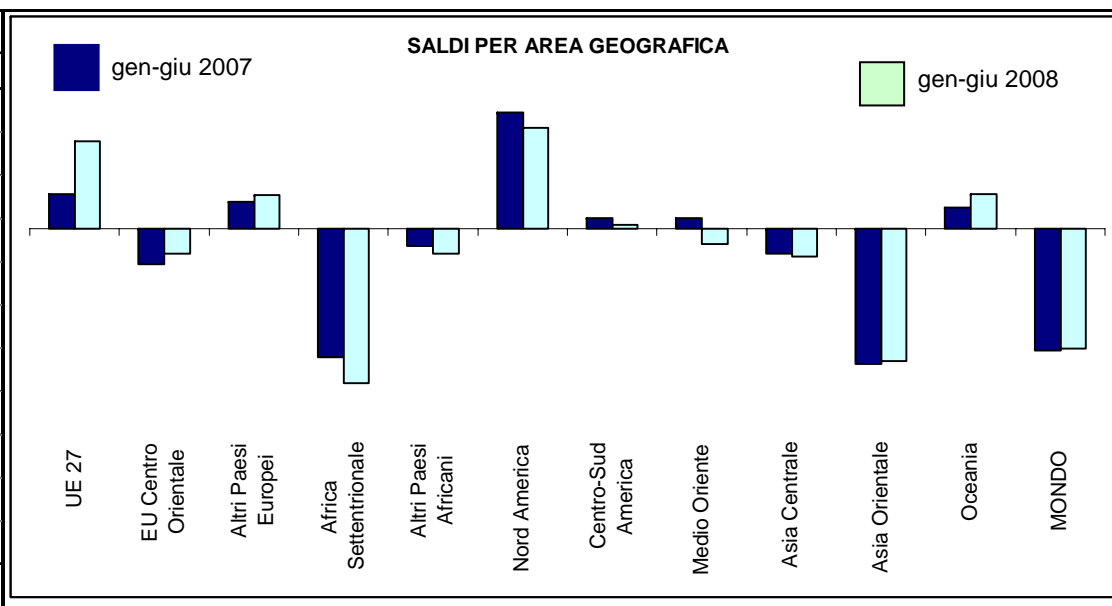 SALDI PER AREA GEOGRAFICA
gen-giu 2007
gen-giu 2008
UE 27
EU Centro
Orientale
Altri Paesi
Europei
Africa
Settentrionale
Altri Paesi
Africani
Nord America
Centro-Sud
America
Medio Oriente
Asia Centrale
Asia Orientale
Oceania
MONDO